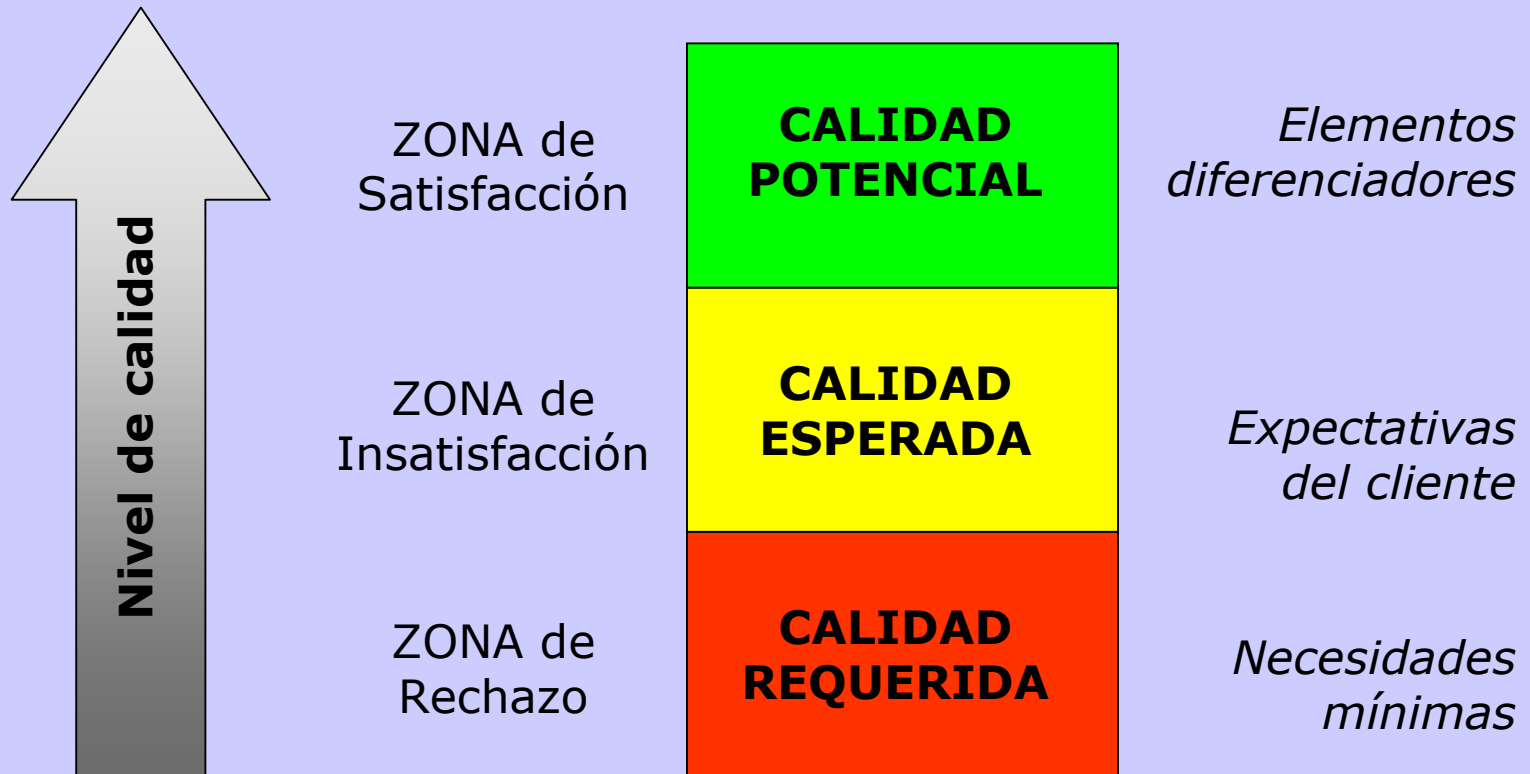 Nivel de calidad
ZONA de
Satisfacción
CALIDAD
POTENCIAL
Elementos
diferenciadores
ZONA de
Insatisfacción
CALIDAD
ESPERADA
Expectativas
del cliente
ZONA de
Rechazo
CALIDAD
REQUERIDA
Necesidades
mínimas